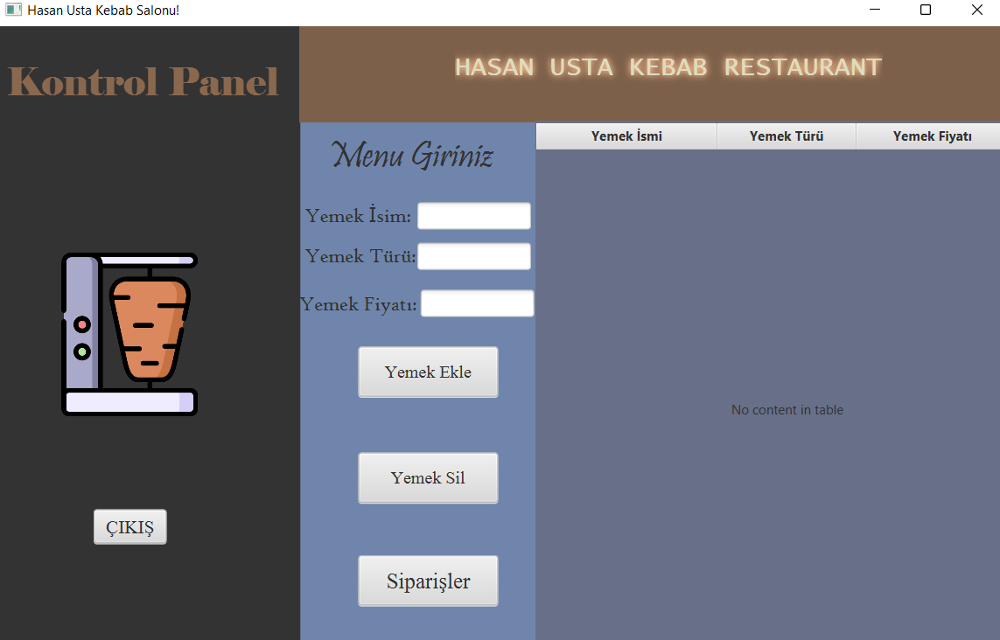 Hasan Usta Kebab Salonu!
Kontrol Panel
HASAN USTA KEBAB RESTAURANT
Menu Giriniz
Yemek İsim:
Yemek Türü:
Yemek Fiyatı:
Yemek Ekle
Yemek Sil
Siparişler
ÇIKIŞ
Yemek İsmi Yemek Türü Yemek Fiyatı
No content in table